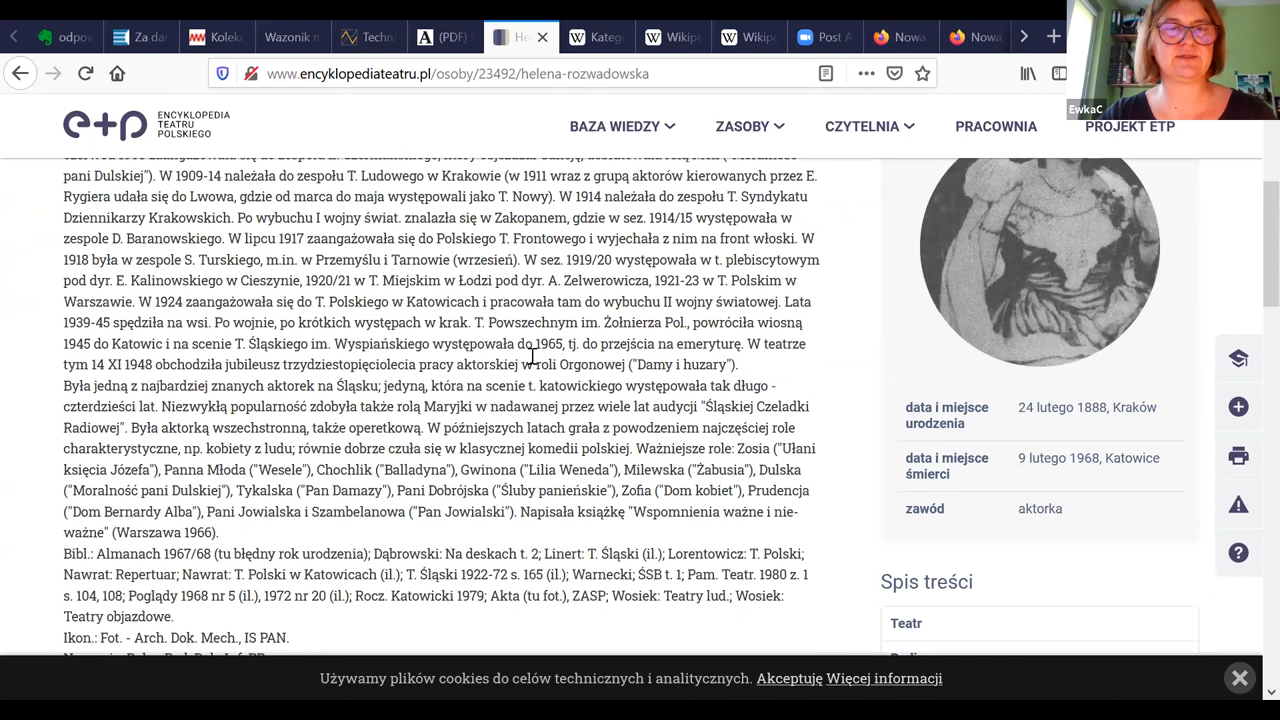 odpov
Za da
Kolek
Wazonik n
Techn
(PDF)
Hel
Katego
Wikipe
Wikipe
Post A
Nowa
Nowa
www.encyklopediateatru.pl/osoby/23492/helena-rozwadowska
EwkaC
e+p ENCYKLOPEDIA
TEATRU
POLSKIEGO
BAZA WIEDZY
ZASOBY
CZYTELNIA
PRACOWNIA
PROJEKT ETP
pani Dulskiej"). W 1909-14 należała do zespołu T. Ludowego w Krakowie (w 1911 wraz z grupą aktorów kierowanych przez E.
Rygiera udała się do Lwowa, gdzie od marca do maja występowali jako T. Nowy). W 1914 należała do zespołu T. Syndykatu
Dziennikarzy Krakowskich. Po wybuchu I wojny świat. znalazła się w Zakopanem, gdzie w sez. 1914/15 występowała w
zespole D. Baranowskiego. W lipcu 1917 zaangażowała się do Polskiego T. Frontowego i wyjechała z nim na front włoski. W
1918 była w zespole S. Turskiego, m.in. w Przemyślu i Tarnowie (wrzesień). W sez. 1919/20 występowała w t. plebiscytowym
pod dyr. E. Kalinowskiego w Cieszynie, 1920/21 w T. Miejskim w Łodzi pod dyr. A. Zelwerowicza, 1921-23 w T. Polskim w
Warszawie. W 1924 zaangażowała się do T. Polskiego w Katowicach i pracowała tam do wybuchu II wojny światowej. Lata
1939-45 spędziła na wsi. Po wojnie, po krótkich występach w krak. T. Powszechnym im. Żołnierza Pol., powróciła wiosną
1945 do Katowic i na scenie T. Śląskiego im. Wyspiańskiego występowała do 1965, tj. do przejścia na emeryturę. W teatrze
tym 14 XI 1948 obchodziła jubileusz trzydziestopięciolecia pracy aktorskiej w roli Orgonowej ("Damy i huzary").
Była jedną z najbardziej znanych aktorek na Śląsku; jedyną, która na scenie t. katowickiego występowała tak długo -
czterdzieści lat. Niezwykłą popularność zdobyła także rolą Maryjki w nadawanej przez wiele lat audycji "Śląskiej Czeladki
Radiowej". Była aktorką wszechstronną, także operetkową. W późniejszych latach grała z powodzeniem najczęściej role
charakterystyczne, np. kobiety z ludu; równie dobrze czuła się w klasycznej komedii polskiej. Ważniejsze role: Zosia ("Ułani
księcia Józefa"), Panna Młoda ("Wesele"), Chochlik ("Balladyna"), Gwinona ("Lilia Weneda"), Milewska ("Żabusia"), Dulska
("Moralność pani Dulskiej"), Tykalska ("Pan Damazy"), Pani Dobrójska ("Śluby panieńskie"), Zofia ("Dom kobiet"), Prudencja
("Dom Bernardy Alba"), Pani Jowialska i Szambelanowa ("Pan Jowialski"). Napisała książkę "Wspomnienia ważne i nie-
ważne" (Warszawa 1966).
Bibl.: Almanach 1967/68 (tu błędny rok urodzenia); Dąbrowski: Na deskach t. 2; Linert: T. Śląski (il.); Lorentowicz: T. Polski;
Nawrat: Repertuar; Nawrat: T. Polski w Katowicach (il.); T. Śląski 1922-72 s. 165 (il.); Warnecki; ŚSB t. 1; Pam. Teatr. 1980 z. 1
s. 104, 108; Poglądy 1968 nr 5 (il.), 1972 nr 20 (il.); Rocz. Katowicki 1979; Akta (tu fot.), ZASP; Wosiek: Teatry lud.; Wosiek:
Teatry objazdowe.
Ikon.: Fot. - Arch. Dok. Mech., IS PAN.
data i miejsce
urodzenia
24 lutego 1888, Kraków
data i miejsce
śmierci
9 lutego 1968, Katowice
zawód
aktorka
Spis treści
Teatr
Używamy plików cookies do celów technicznych i analitycznych. Akceptuję Więcej informacji